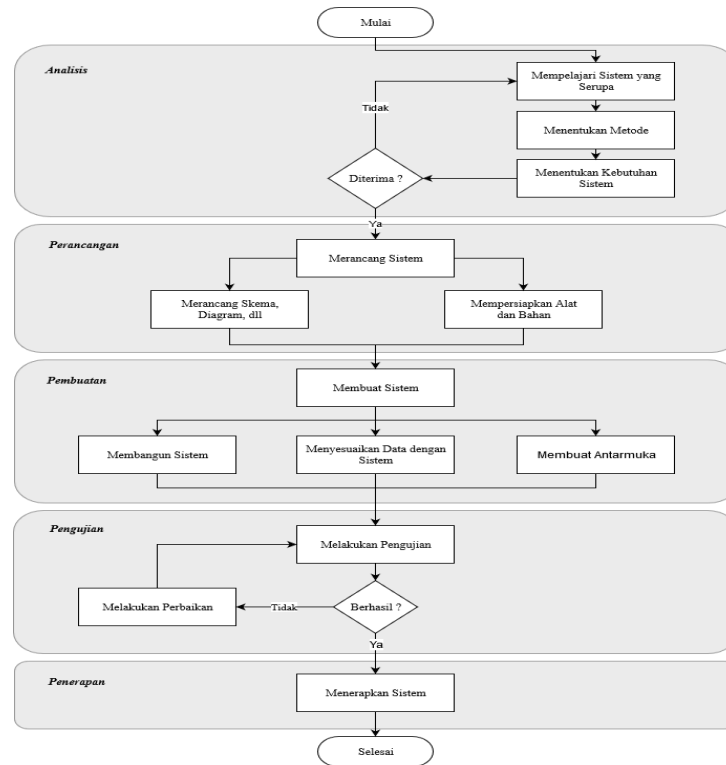 Mulai
Analisis
Mempelajari Sistem yang
Serupa
Tidak
Menentukan Metode
Diterima ?
Menentukan Kebutuhan
Sistem
Ya
Perancangan
Merancang Sistem
Merancang Skema,
Diagram, dll
Mempersiapkan Alat
dan Bahan
Pembuatan
Membuat Sistem
Membangun Sistem
Menyesuaikan Data dengan
Sistem
Membuat Antarmuka
Pengujian
Melakukan Pengujian
Melakukan Perbaikan
Tidak
Berhasil ?
Ya
Penerapan
Menerapkan Sistem
Selesai